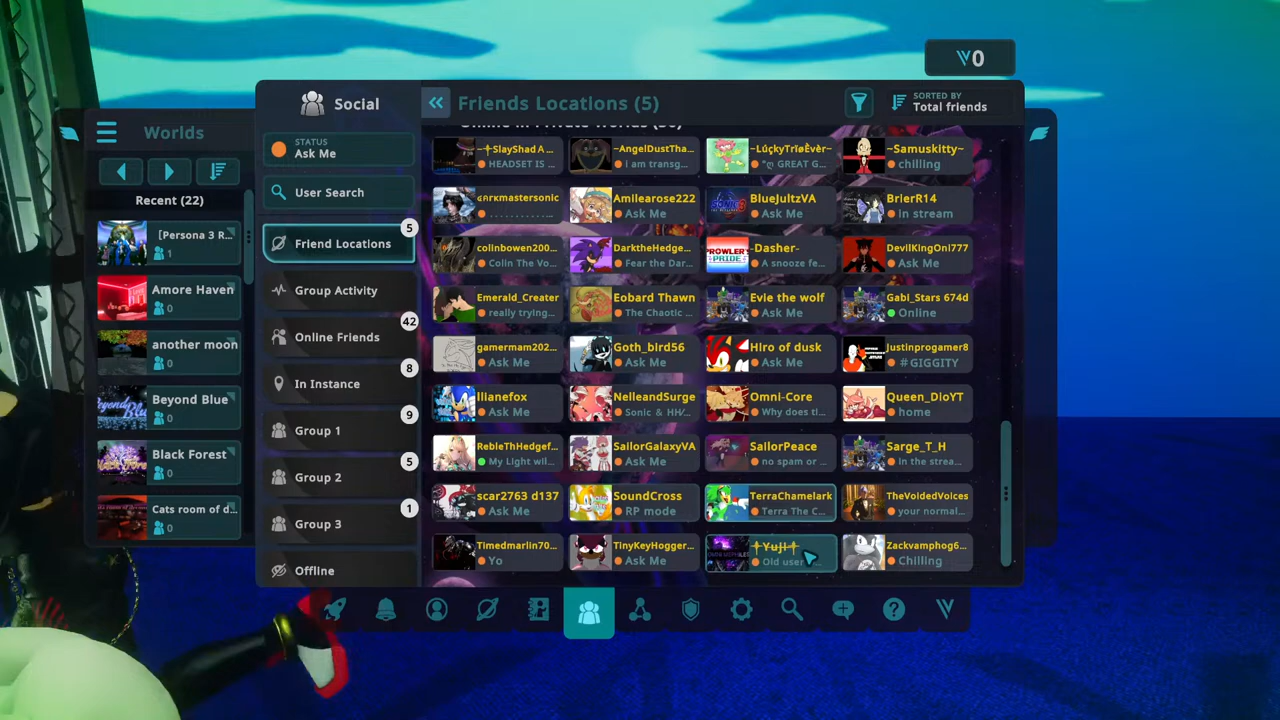 0
Worlds
Recent (22)
[Persona 3 R...
1
Amore Haven
0
another moon
0
Beyond Blue
0
Black Forest
0
Cats room of d...
0
Social
STATUS
Ask Me
User Search
5
Friend Locations
Group Activity
42
Online Friends
8
In Instance
9
Group 1
5
Group 2
1
Group 3
Offline
Friends Locations (5)
SORTED BY
Total friends
~SlayShad A ...
HEADSET IS ...
~AngelDustTha...
I am transg...
~LúçkyTrïøÈvèr~
GREAT G...
~Samuskitty~
chilling
ɢᴀʀᴋmastersonic
. . . . . . . . . .
Amilearose222
Ask Me
BlueJultzVA
Ask Me
BrierR14
In stream
colinbowen200...
Colin The Vo...
DarktheHedge...
Fear the Dar...
-Dasher-
A snooze fe...
DevilKingOni777
Ask Me
Emerald_Creater
really trying...
Eobard Thawn
The Chaotic ...
Evie the wolf
Ask Me
Gabi_Stars 674d
Online
gamermam202...
Ask Me
Goth_bird56
Ask Me
Hiro of dusk
Ask Me
Justinprogamer8
#GIGGITY
llianefox
Ask Me
NelleandSurge
Sonic & HH/...
Omni-Core
Why does ti...
Queen_DioYT
home
RebleThHedgef...
My Light wil...
SailorGalaxyVA
Ask Me
SailorPeace
no spam or ...
Sarge_T_H
In the strea...
scar2763 d137
Ask Me
SoundCross
RP mode
TerraChamelark
Terra The C...
TheVoidedVoices
your normal...
Timedmarlin70...
Yo
TinyKeyHogger...
Ask Me
Yuji
Old user
Zackvamphog6...
Chilling